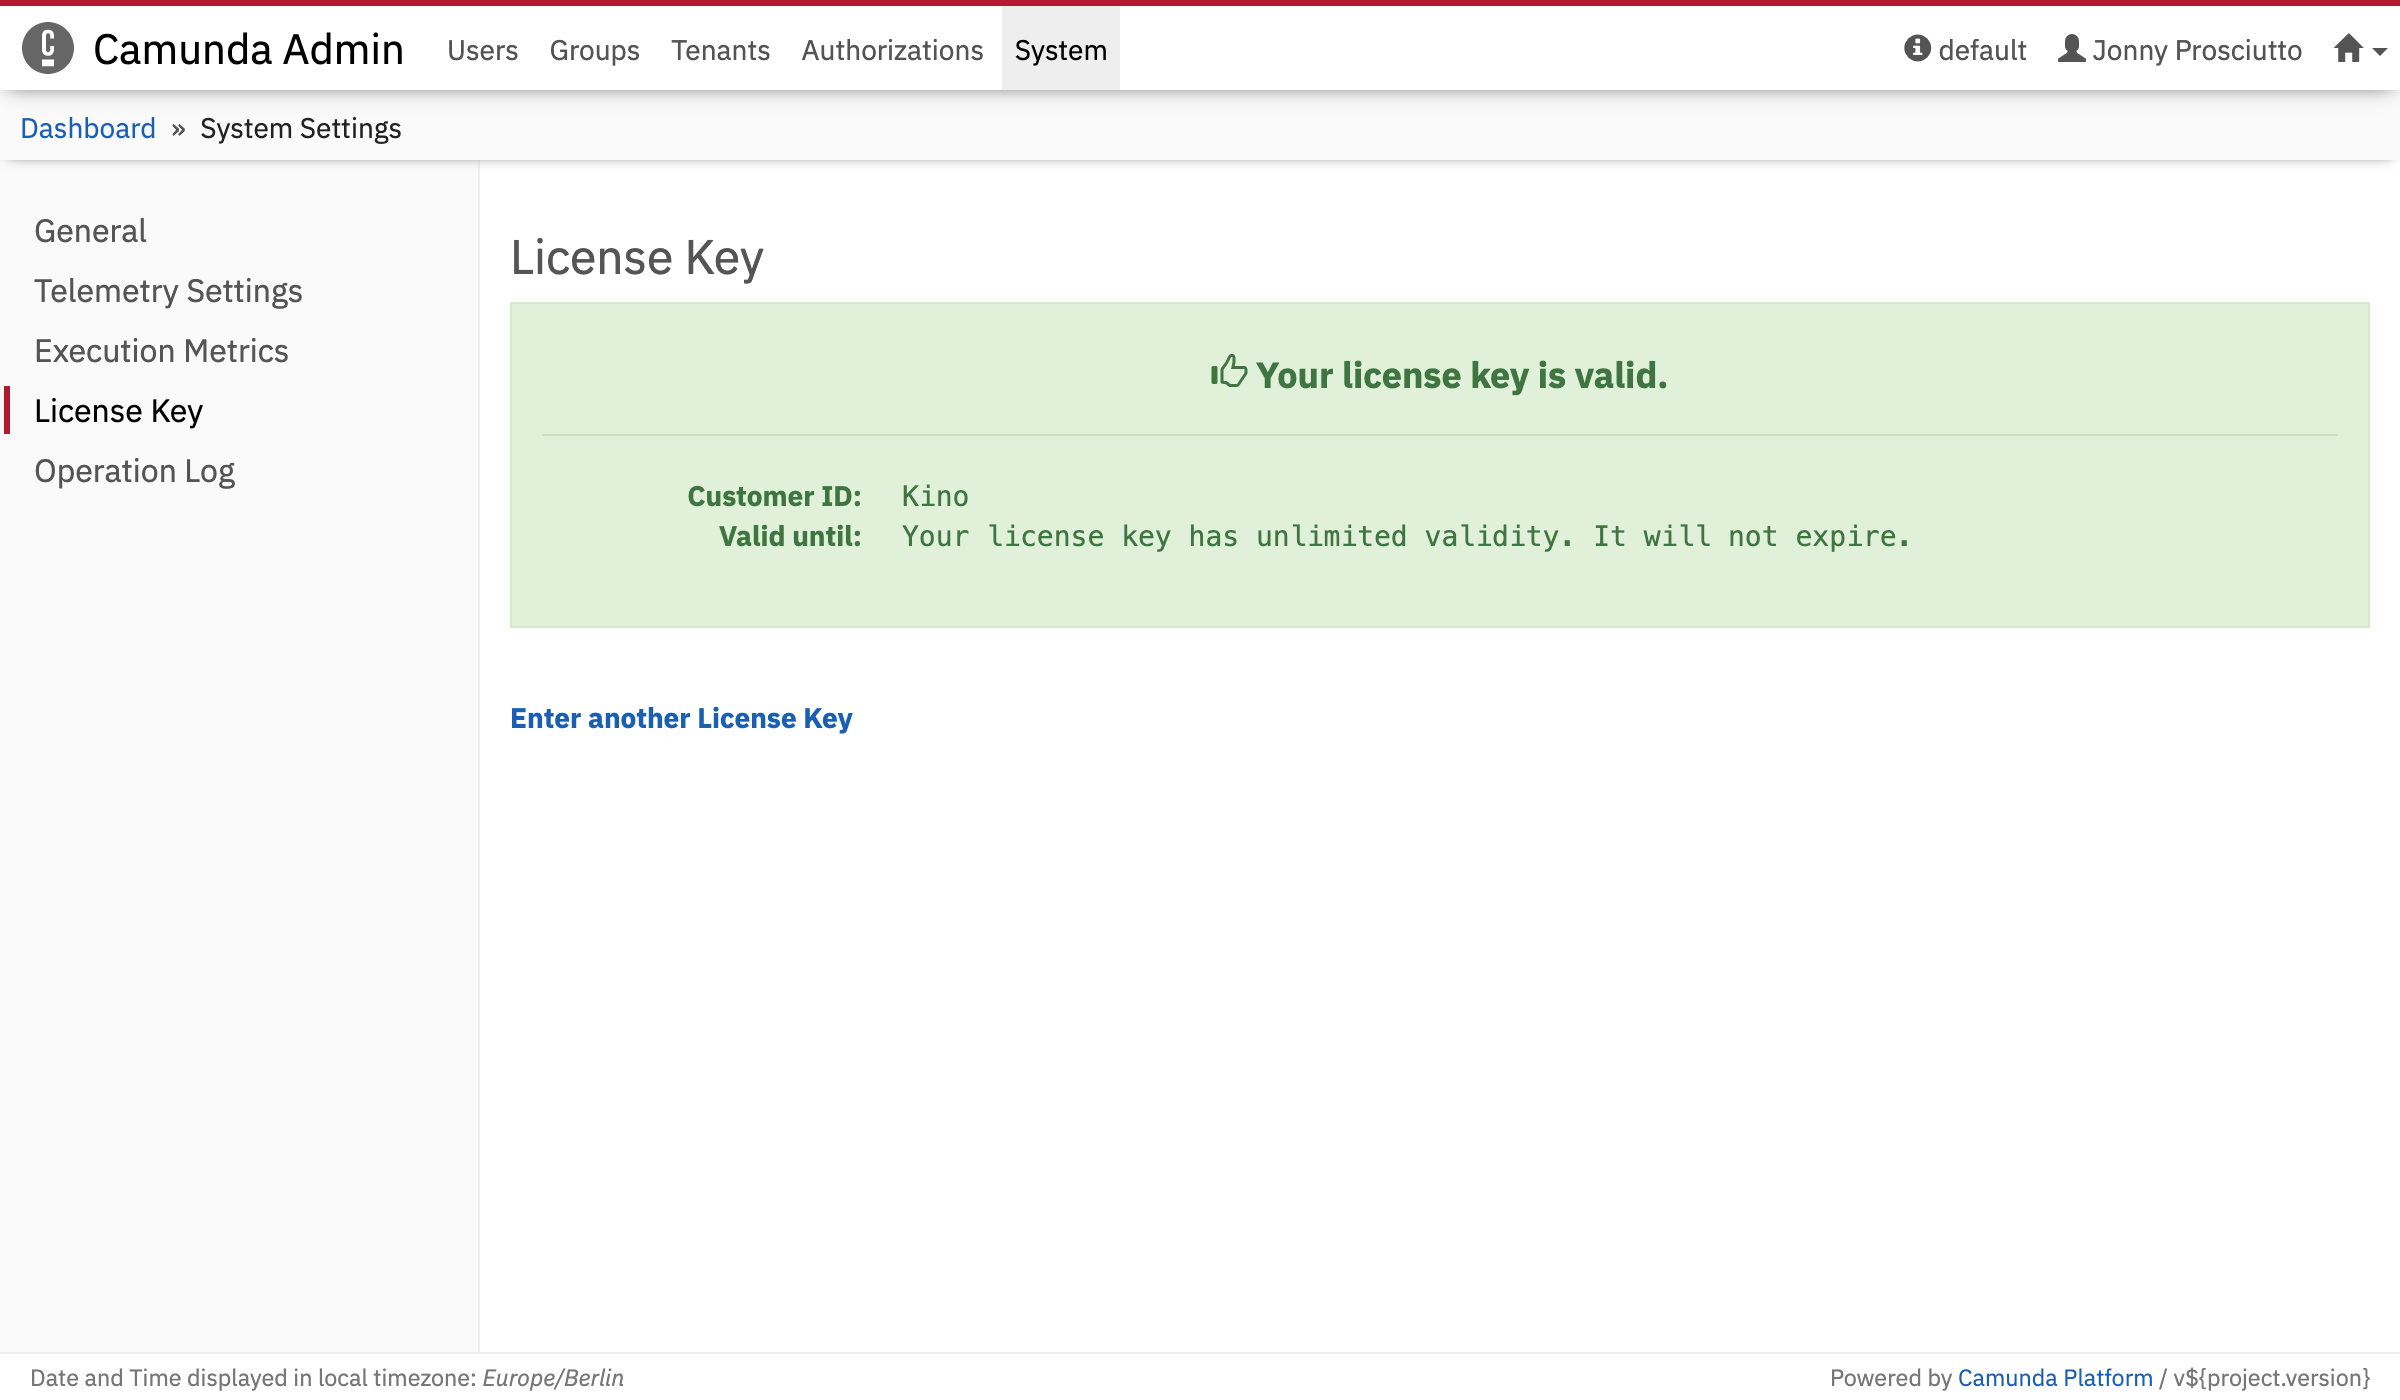 Camunda Admin Users Groups Tenants Authorizations System default Jonny Prosciutto
Dashboard » System Settings
General
Telemetry Settings
Execution Metrics
License Key
Operation Log
License Key
Your license key is valid.
Customer ID: Kino
Valid until: Your license key has unlimited validity. It will not expire.
Enter another License Key
Date and Time displayed in local timezone: Europe/Berlin
Powered by Camunda Platform / v${project.version}